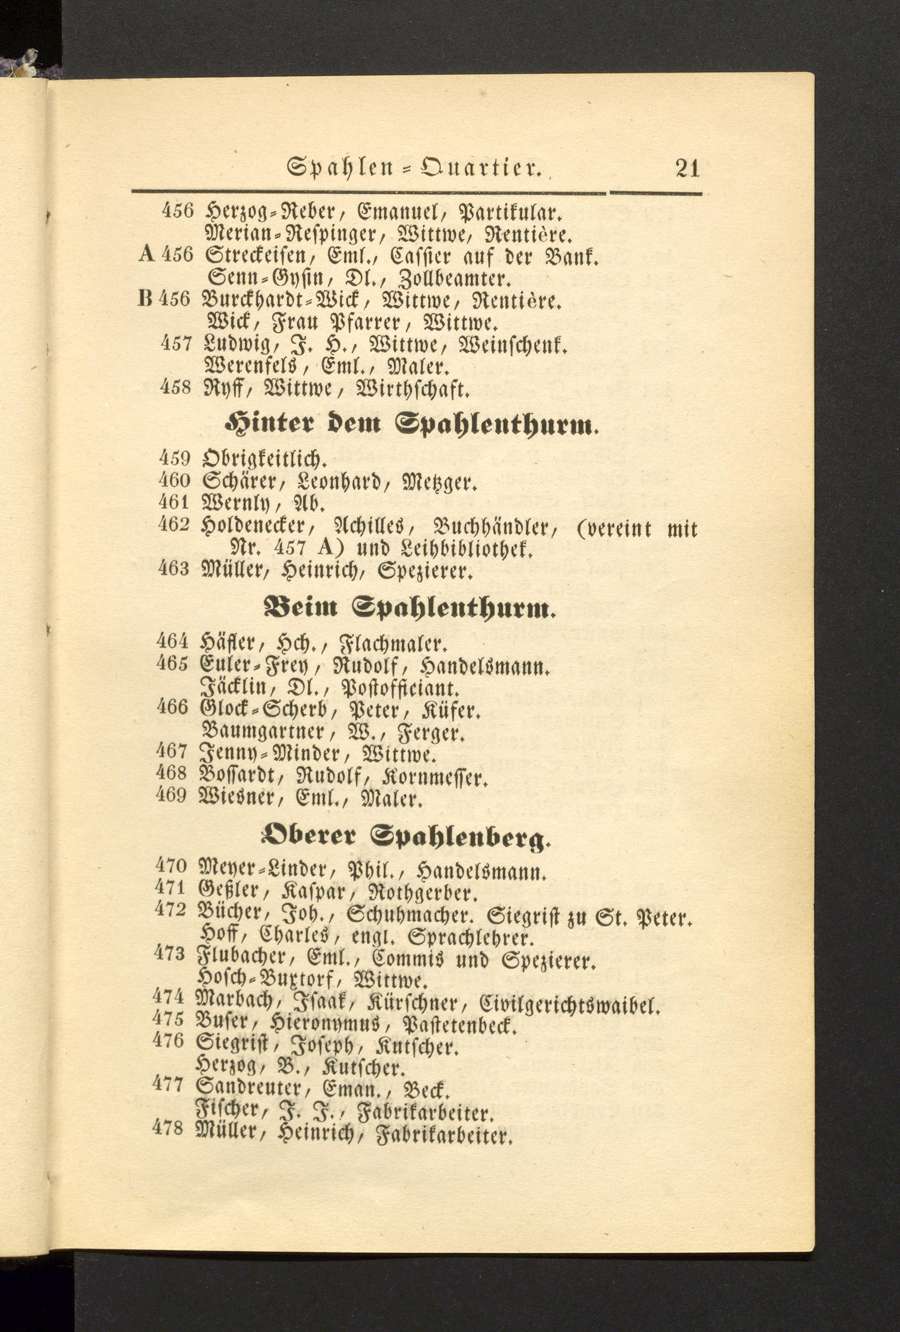 Spahlen-Quartier. 21
456 Herzog-Reber, Emanuel, Partikular.
Merian-Respinger, Wittwe, Rentière.
A 456 Streckeisen, Eml., Cassier auf der Bank.
Senn-Gysin, Dl., Zollbeamter.
B 456 Burckhardt-Wick, Wittwe, Rentière.
Wick, Frau Pfarrer, Wittwe.
457 Ludwig, J. H., Wittwe, Weinschenk.
Werenfels, Eml., Maler.
458 Ryff, Wittwe, Wirthschaft.
Hinter dem Spahlenthurm.
459 Obrigkeitlich.
460 Schärer, Leonhard, Metzger.
461 Wernly, Ab.
462 Holdenecker, Achilles, Buchhändler, (vereint mit
Nr. 457 A) und Leihbibliothek.
463 Müller, Heinrich, Spezierer.
Beim Spahlenthurm.
464 Häfler, Hch., Flachmaler.
465 Euler-Frey, Rudolf, Handelsmann.
Jäcklin, Dl., Postofficiant.
466 Glock-Scherb, Peter, Küfer.
Baumgartner, W., Ferger.
467 Jenny-Minder, Wittwe.
468 Bossardt, Rudolf, Kornmesser.
469 Wiesner, Eml., Maler.
Oberer Spahlenberg.
470 Meyer-Linder, Phil., Handelsmann.
471 Geßler, Kaspar, Rothgerber.
472 Bücher, Joh., Schuhmacher. Siegrist zu St. Peter.
Hoff, Charles, engl. Sprachlehrer.
473 Flubacher, Eml., Commis und Spezierer.
Hosch-Buxtorf, Wittwe.
474 Marbach, Isaak, Kürschner, Civilgerichtswaibel.
475 Buser, Hieronymus, Pastetenbeck.
476 Siegrist, Joseph, Kutscher.
Herzog, B., Kutscher.
477 Sandreuter, Eman., Beck.
Fischer, J. J., Fabrikarbeiter.
478 Müller, Heinrich, Fabrikarbeiter.